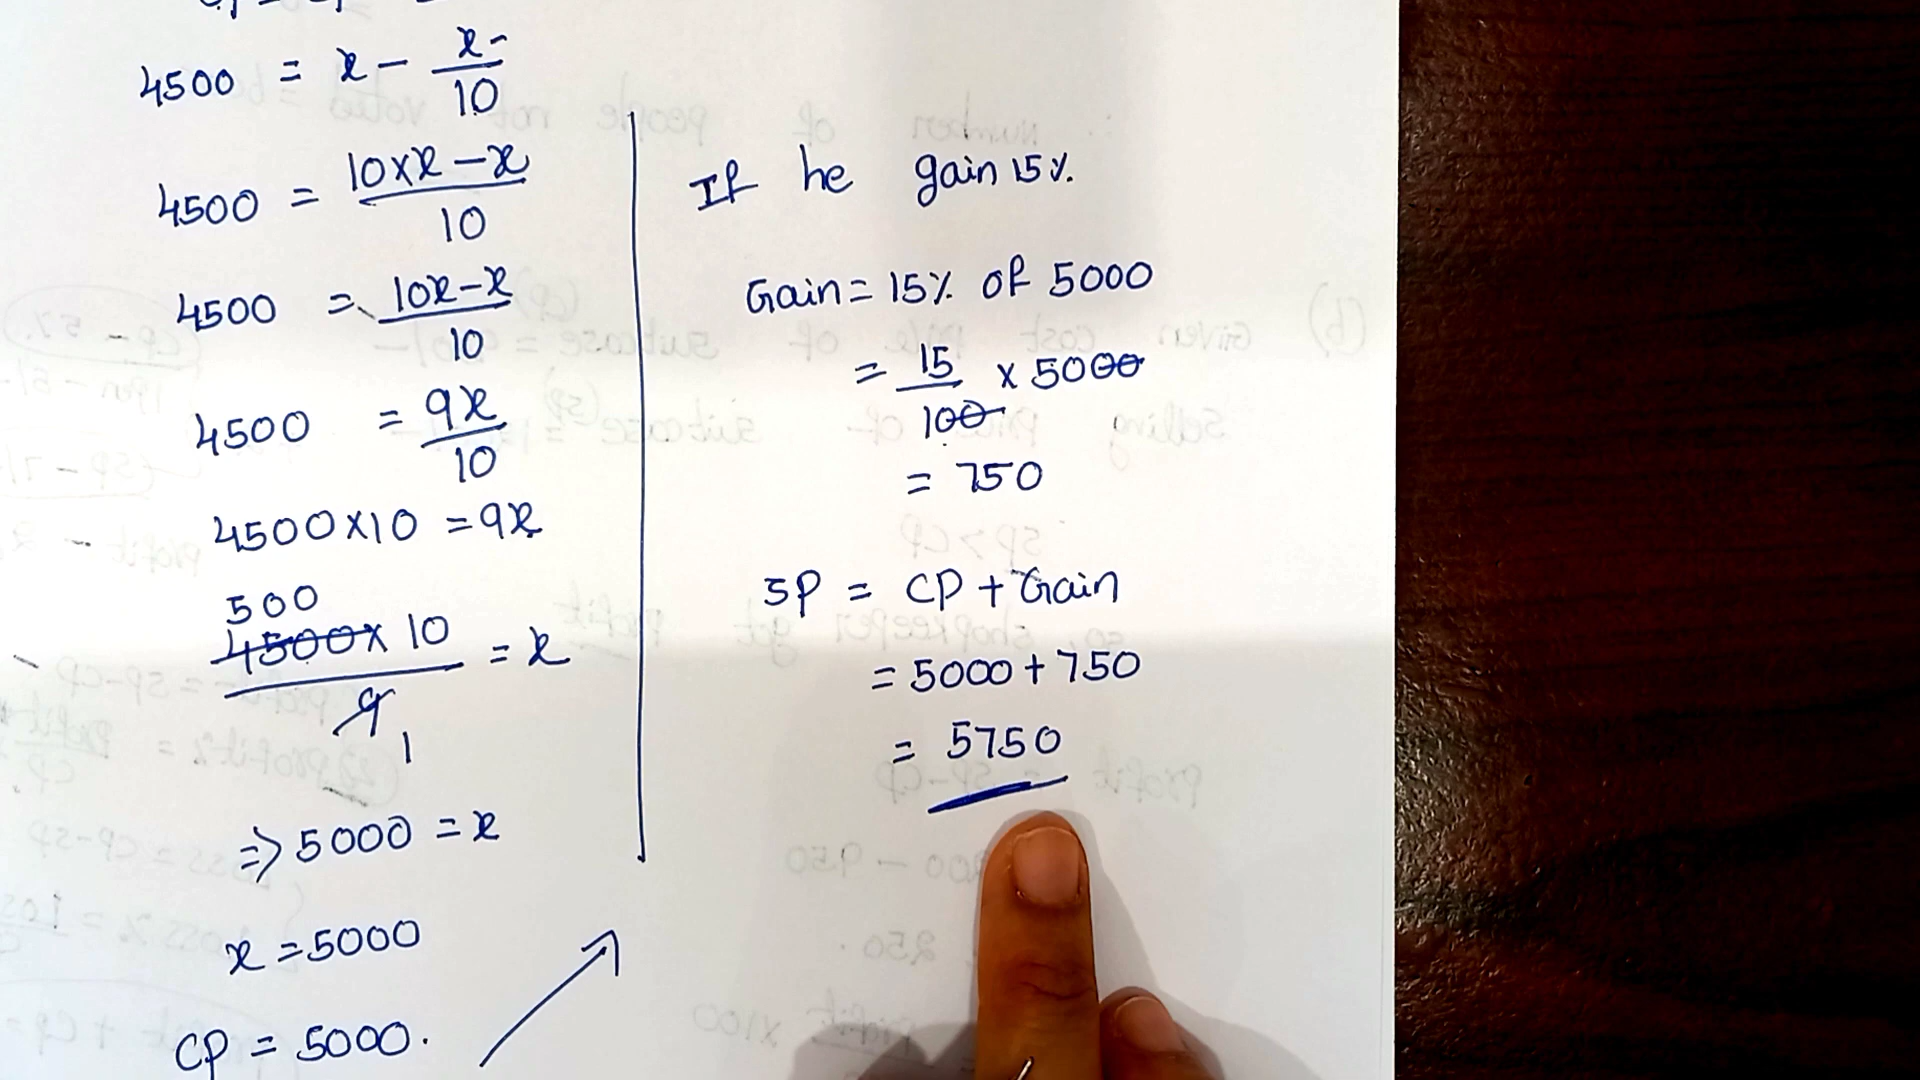 4500 = x - x/10
4500 = 10×x - x/10
4500 = 10x-x/10
4500 = 9x/10
4500×10 = 9x
500
4500× 10/9 = x
1
=> 5000 = x
x = 5000
CP = 5000.
If he gain 15%
Gain = 15% of 5000
= 15/100 x 5000
= 750
SP = CP + Gain
= 5000 + 750
= 5750